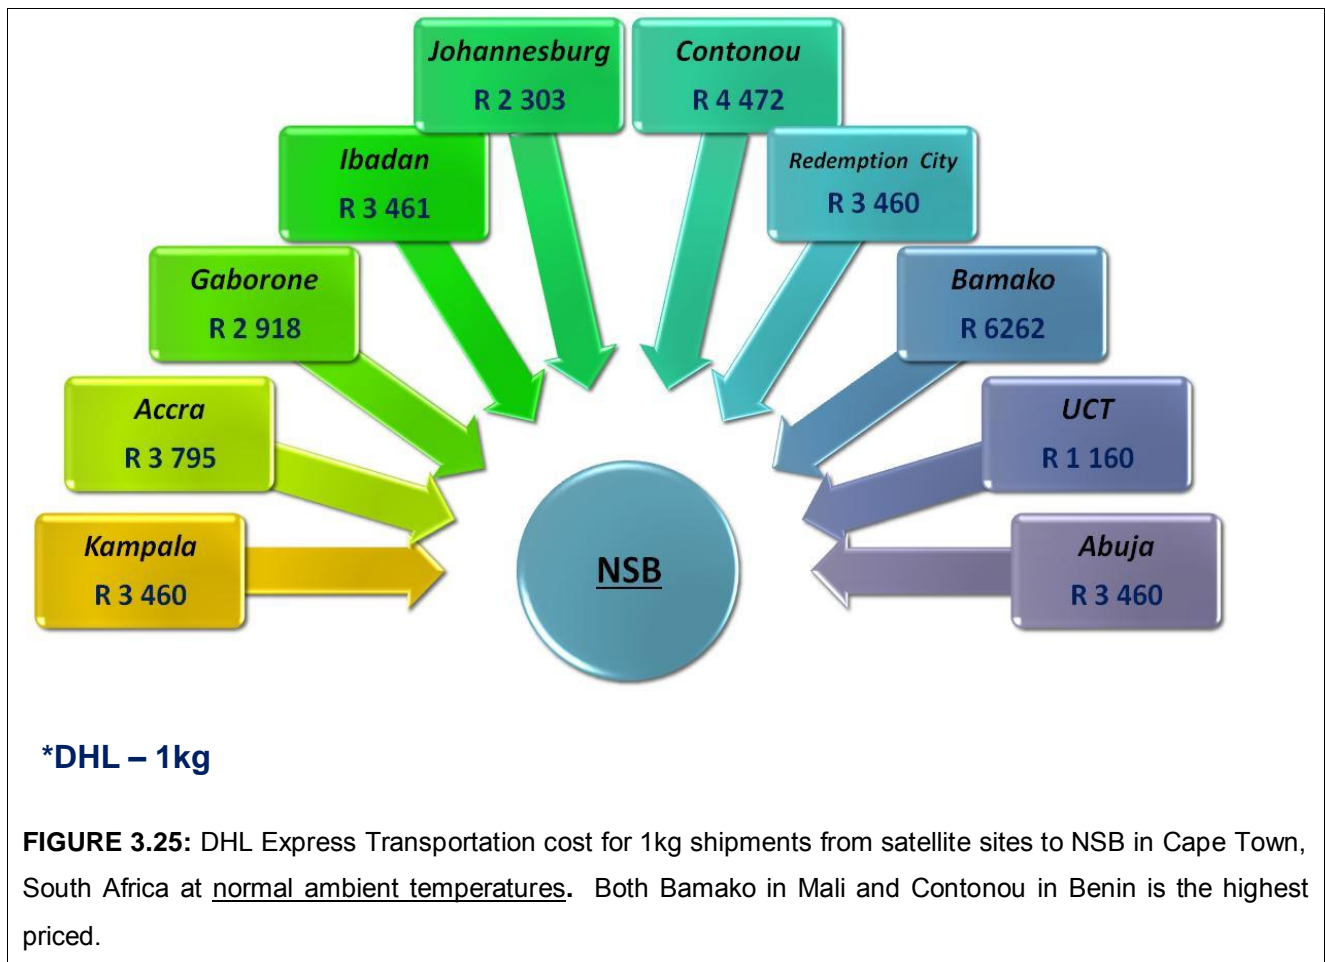 Johannesburg
R 2 303
Contonou
R 4 472
Ibadan
R 3 461
Redemption City
R 3 460
Gaborone
R 2 918
Bamako
R 6262
Accra
R 3 795
UCT
R 1 160
Kampala
R 3 460
NSB
Abuja
R 3 460
*DHL – 1kg
FIGURE 3.25: DHL Express Transportation cost for 1kg shipments from satellite sites to NSB in Cape Town,
South Africa at normal ambient temperatures. Both Bamako in Mali and Contonou in Benin is the highest
priced.